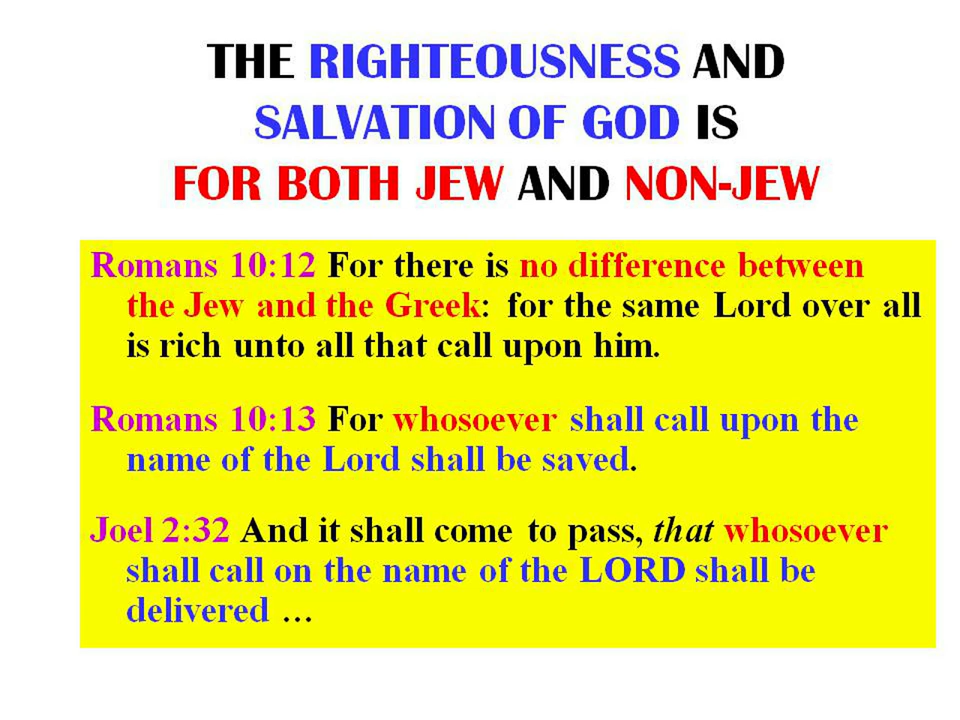 THE RIGHTEOUSNESS AND
SALVATION OF GOD IS
FOR BOTH JEW AND NON-JEW
Romans 10:12 For there is no difference between
the Jew and the Greek: for the same Lord over all
is rich unto all that call upon him.
Romans 10:13 For whosoever shall call upon the
name of the Lord shall be saved.
Joel 2:32 And it shall come to pass, that whosoever
shall call on the name of the LORD shall be
delivered …